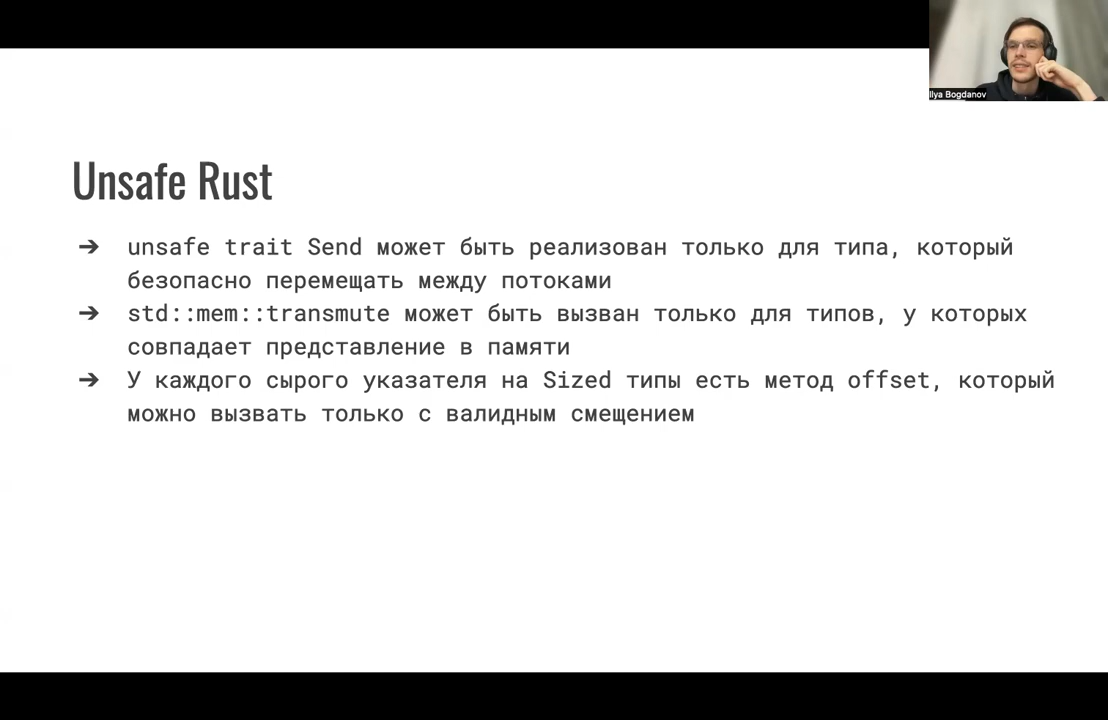 Ilya Bogdanov
Unsafe Rust
➔ unsafe trait Send может быть реализован только для типа, который
безопасно перемещать между потоками
➔ std::mem::transmute может быть вызван только для типов, у которых
совпадает представление в памяти
➔ У каждого сырого указателя на Sized типы есть метод offset, который
можно вызвать только с валидным смещением